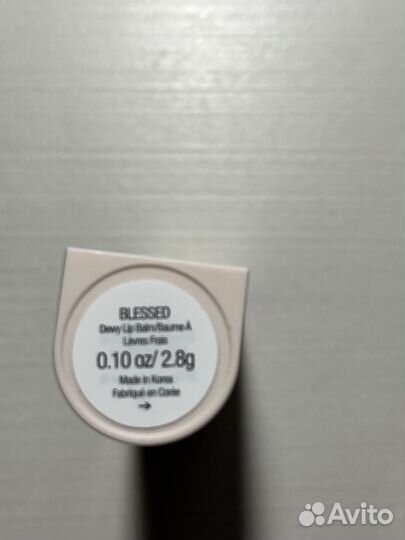 BLESSED
Dewy Lip Balm/Baume A
Lèvres Frais
0.10 oz/ 2.8g
Made in Korea
Fabriqué en Corée
→
Avito